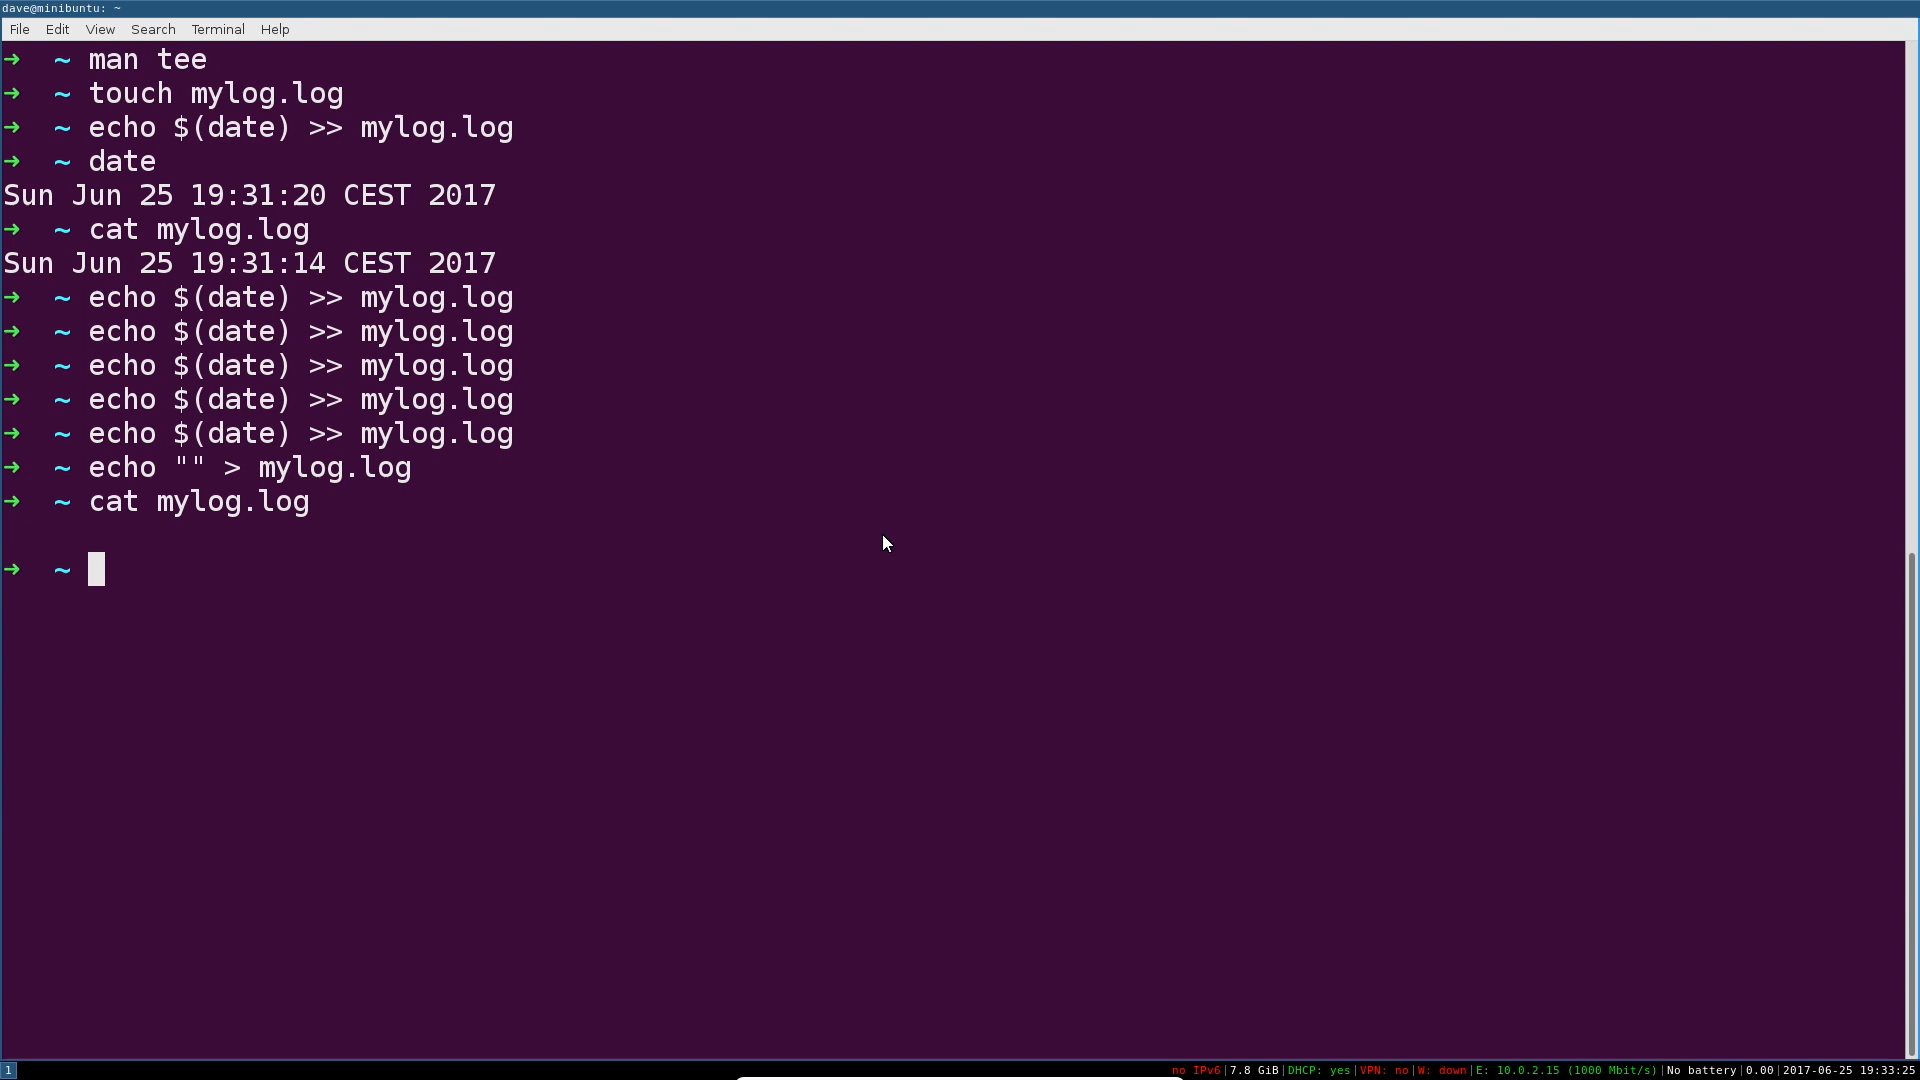 dave@minibuntu: ~
File Edit View Search Terminal Help
➜ ~ man tee
➜ ~ touch mylog.log
➜ ~ echo $(date) >> mylog.log
➜ ~ date
Sun Jun 25 19:31:20 CEST 2017
➜ ~ cat mylog.log
Sun Jun 25 19:31:14 CEST 2017
➜ ~ echo $(date) >> mylog.log
➜ ~ echo $(date) >> mylog.log
➜ ~ echo $(date) >> mylog.log
➜ ~ echo $(date) >> mylog.log
➜ ~ echo $(date) >> mylog.log
➜ ~ echo "" > mylog.log
➜ ~ cat mylog.log
➜ ~
1 no IPv6|7.8 GiB|DHCP: yes|VPN: no|W: down|E: 10.0.2.15 (1000 Mbit/s)|No battery|0.00|2017-06-25 19:33:25